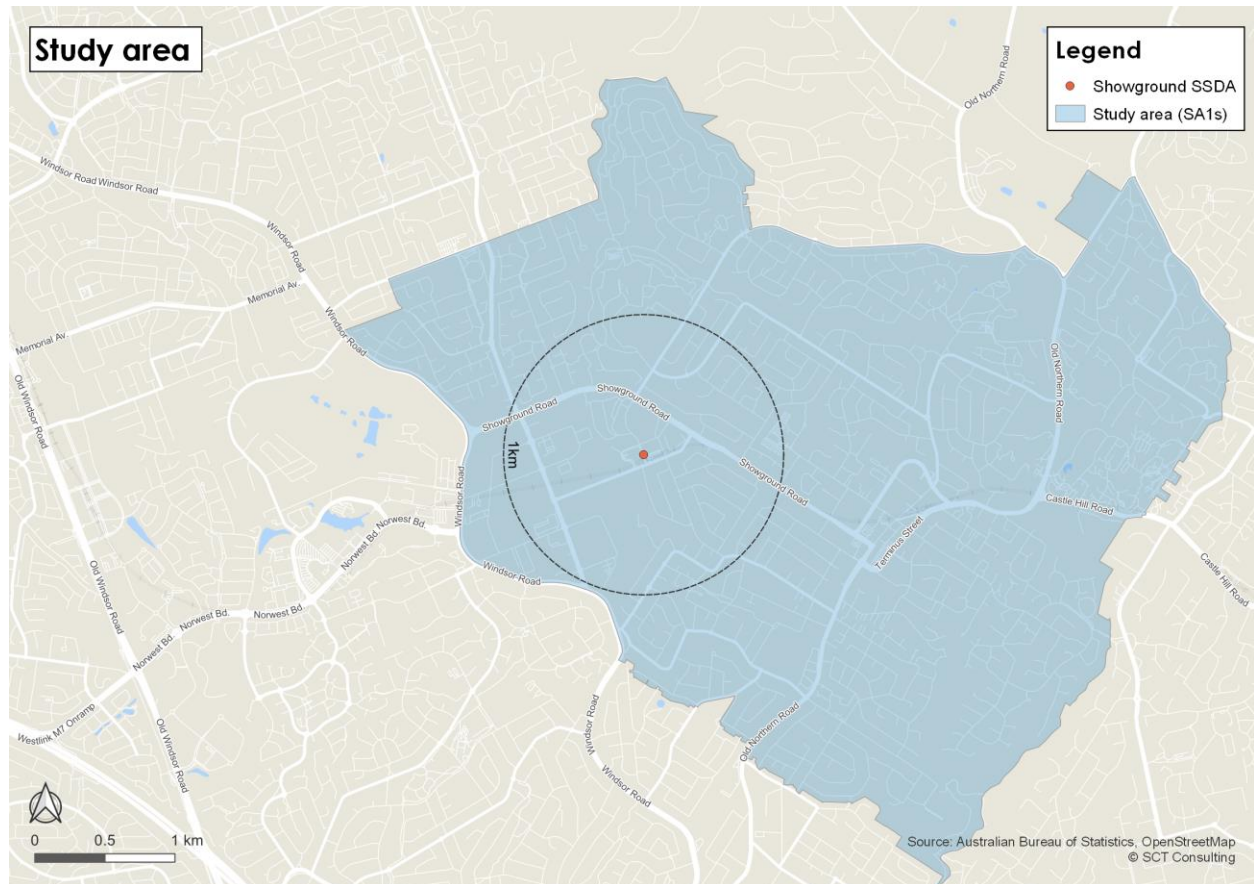 Study area
Legend
Showground SSDA
Study area (SA1s)
Old Northern Road
Windsor Road Windsor Road
Windsor Road
Memorial Av.
Memorial Av.
Windsor Road
Old Windsor Road
Showground Road
Showground Road
1km
Showground Road
Old Northern Road
Windsor Road
Castle Hill Road
Norwest Bd.
Norwest Bd.
Terminus Street
Windsor Road
Castle Hill Road
Old Windsor Road
Norwest Bd.
Norwest Bd.
Norwest Bd.
Westlink M7 Onramp
Old Windsor Road
Windsor Road
Old Northern Road
Windsor Road
0 0.5 1 km
Source: Australian Bureau of Statistics, OpenStreetMap
© SCT Consulting